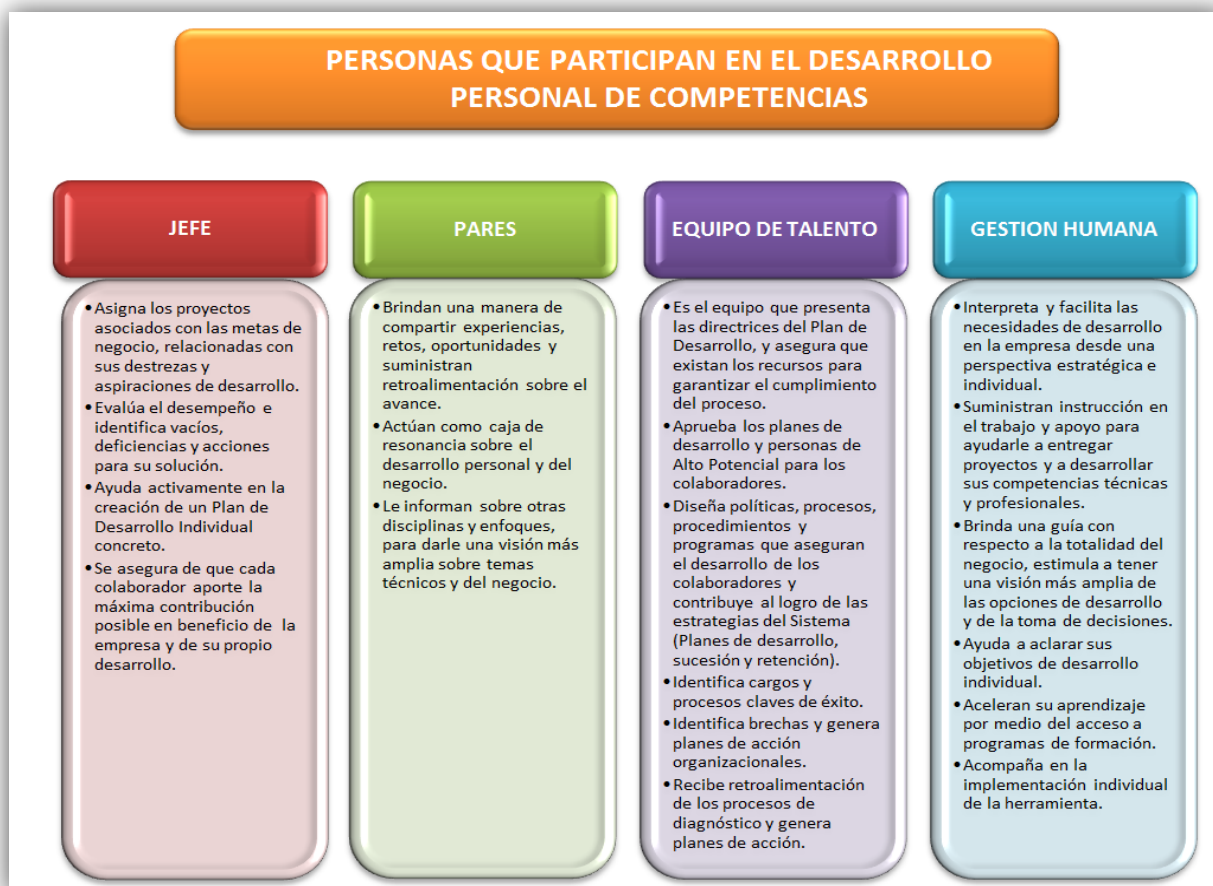 PERSONAS QUE PARTICIPAN EN EL DESARROLLO
PERSONAL DE COMPETENCIAS
JEFE
•Asigna los proyectos
asociados con las metas de
negocio, relacionadas con
sus destrezas y
aspiraciones de desarrollo.
•Evalúa el desempeño e
identifica vacíos,
deficiencias y acciones
para su solución.
•Ayuda activamente en la
creación de un Plan de
Desarrollo Individual
concreto.
•Se asegura de que cada
colaborador aporte la
máxima contribución
posible en beneficio de la
empresa y de su propio
desarrollo.
PARES
•Brindan una manera de
compartir experiencias,
retos, oportunidades y
suministran
retroalimentación sobre el
avance.
•Actúan como caja de
resonancia sobre el
desarrollo personal y del
negocio.
•Le informan sobre otras
disciplinas y enfoques,
para darle una visión más
amplia sobre temas
técnicos y del negocio.
EQUIPO DE TALENTO
•Es el equipo que presenta
las directrices del Plan de
Desarrollo, y asegura que
existan los recursos para
garantizar el cumplimiento
del proceso.
•Aprueba los planes de
desarrollo y personas de
Alto Potencial para los
colaboradores.
•Diseña políticas, procesos,
procedimientos y
programas que aseguran
el desarrollo de los
colaboradores y
contribuye al logro de las
estrategias del Sistema
(Planes de desarrollo,
sucesión y retención).
•Identifica cargos y
procesos claves de éxito.
•Identifica brechas y genera
planes de acción
organizacionales.
•Recibe retroalimentación
de los procesos de
diagnóstico y genera
planes de acción.
GESTION HUMANA
•Interpreta y facilita las
necesidades de desarrollo
en la empresa desde una
perspectiva estratégica e
individual.
•Suministran instrucción en
el trabajo y apoyo para
ayudarle a entregar
proyectos y a desarrollar
sus competencias técnicas
y profesionales.
•Brinda una guía con
respecto a la totalidad del
negocio, estimula a tener
una visión más amplia de
las opciones de desarrollo
y de la toma de decisiones.
•Ayuda a aclarar sus
objetivos de desarrollo
individual.
•Aceleran su aprendizaje
por medio del acceso a
programas de formación.
•Acompaña en la
implementación individual
de la herramienta.